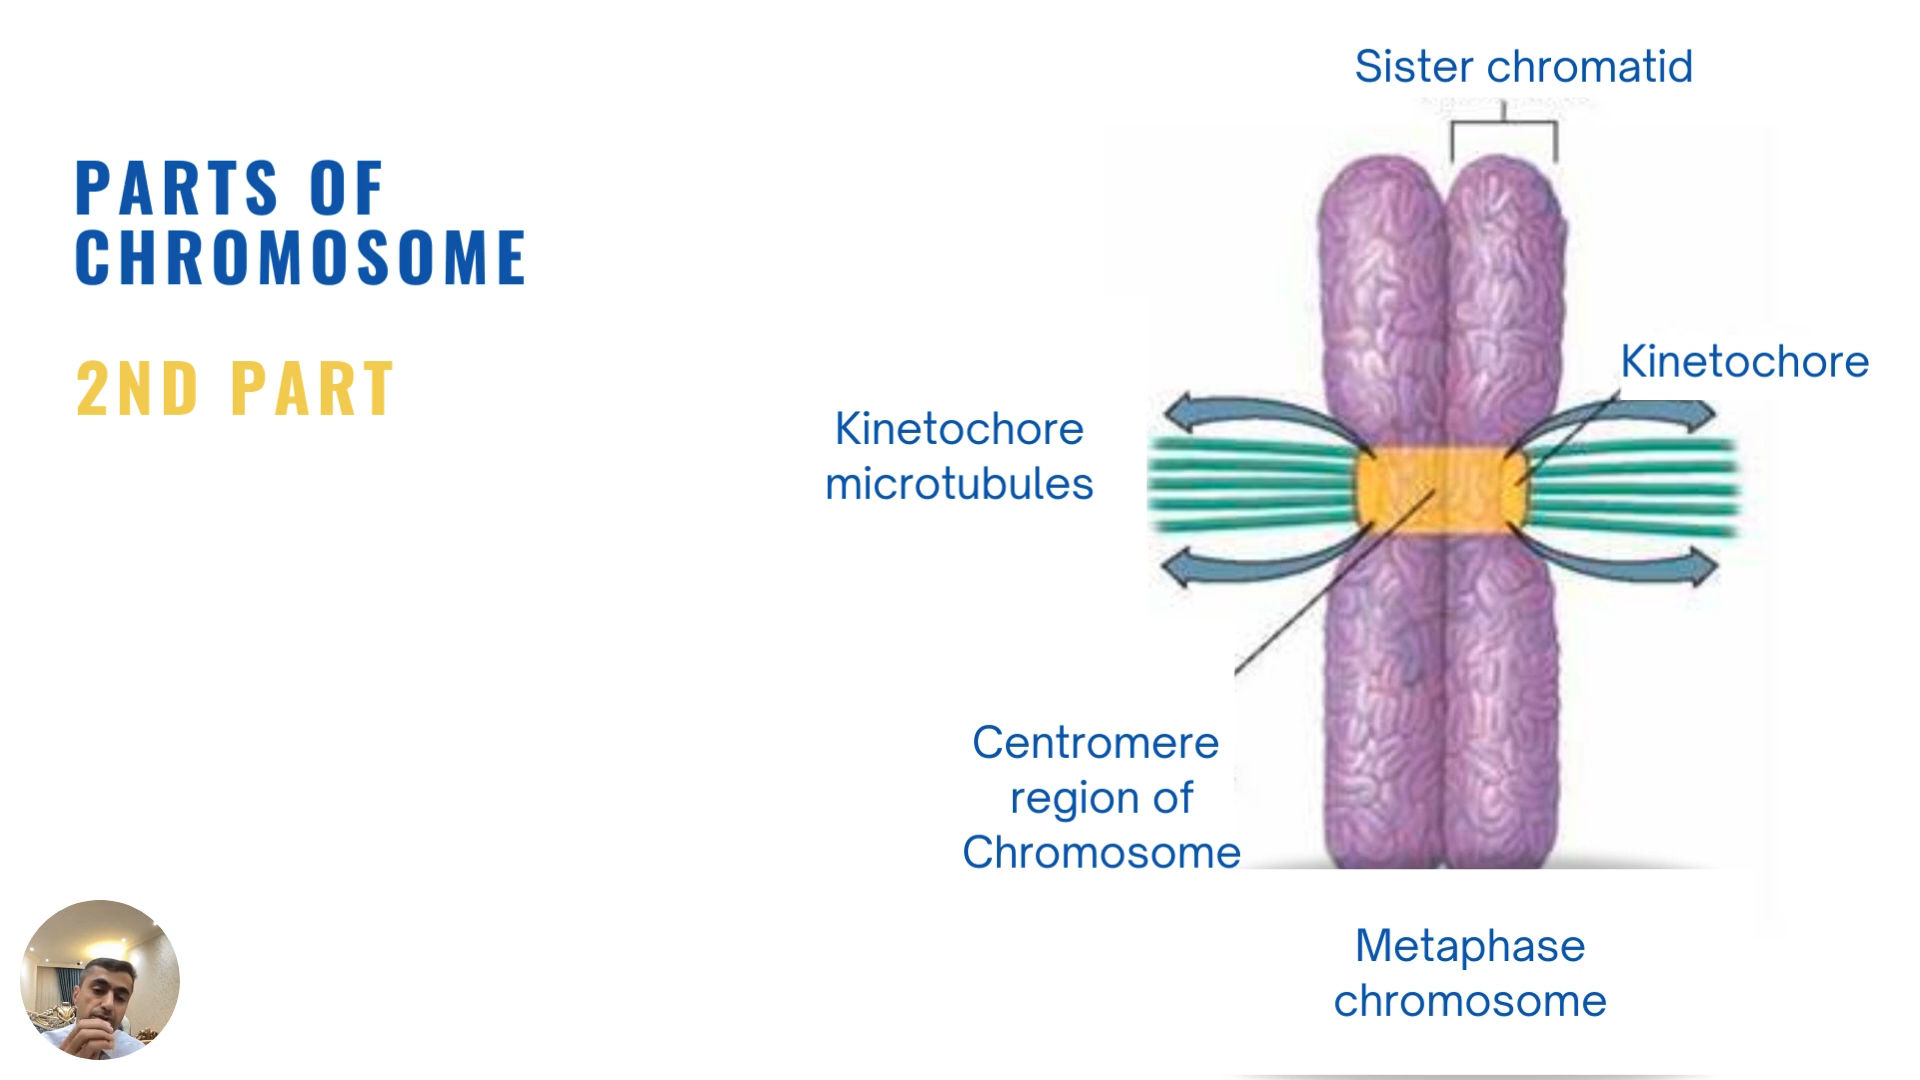 PARTS OF
CHROMOSOME
2ND PART
Sister chromatid
Kinetochore
Kinetochore
microtubules
Centromere
region of
Chromosome
Metaphase
chromosome